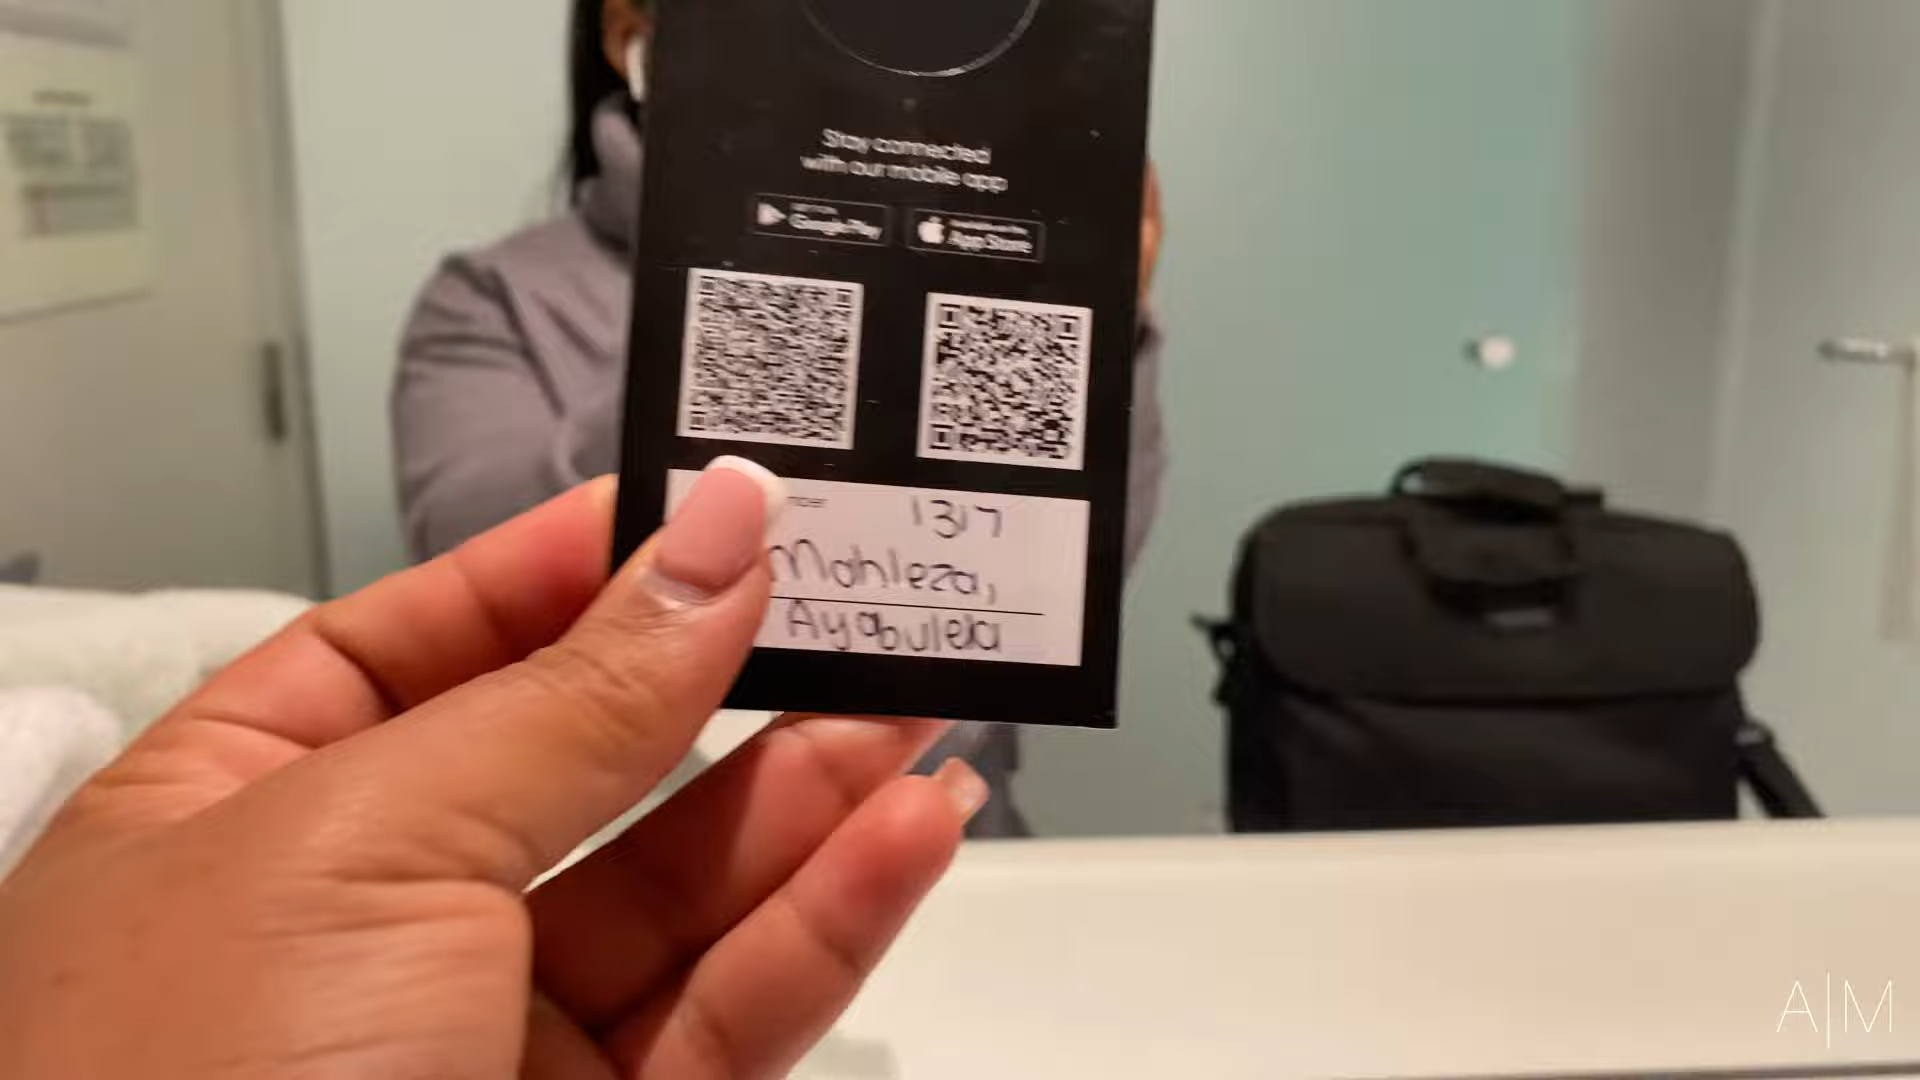 Stay connected
with our mobile app
Google Play
App Store
1317
Mahleza,
Ayabulela
A|M